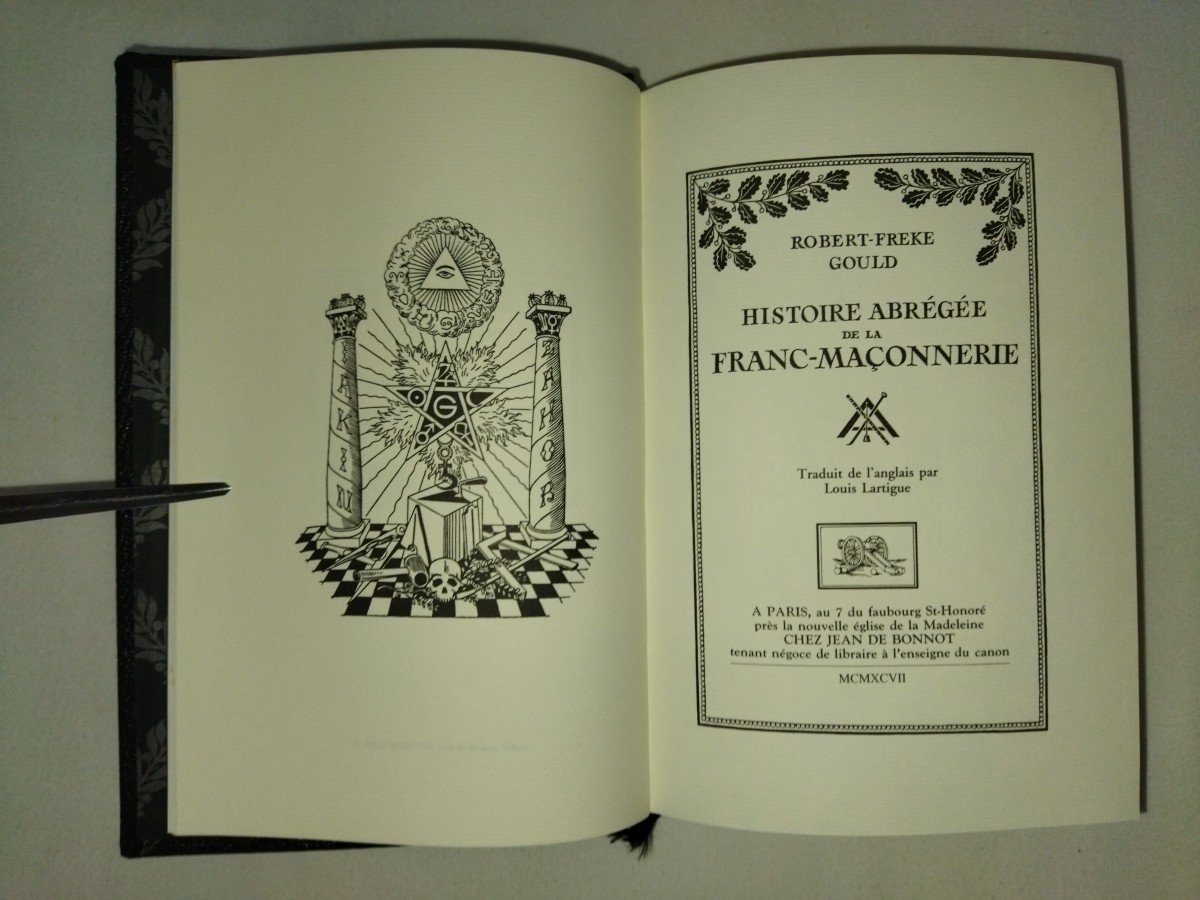 JAKIN
ZAHOB
G
ROBERT-FREKE
GOULD
HISTOIRE ABRÉGÉE
DE LA
FRANC-MAÇONNERIE
Traduit de l'anglais par
Louis Lartigue
A PARIS, au 7 du faubourg St-Honoré
près la nouvelle église de la Madeleine
CHEZ JEAN DE BONNOT
tenant négoce de libraire à l'enseigne du canon
MCMXCVII